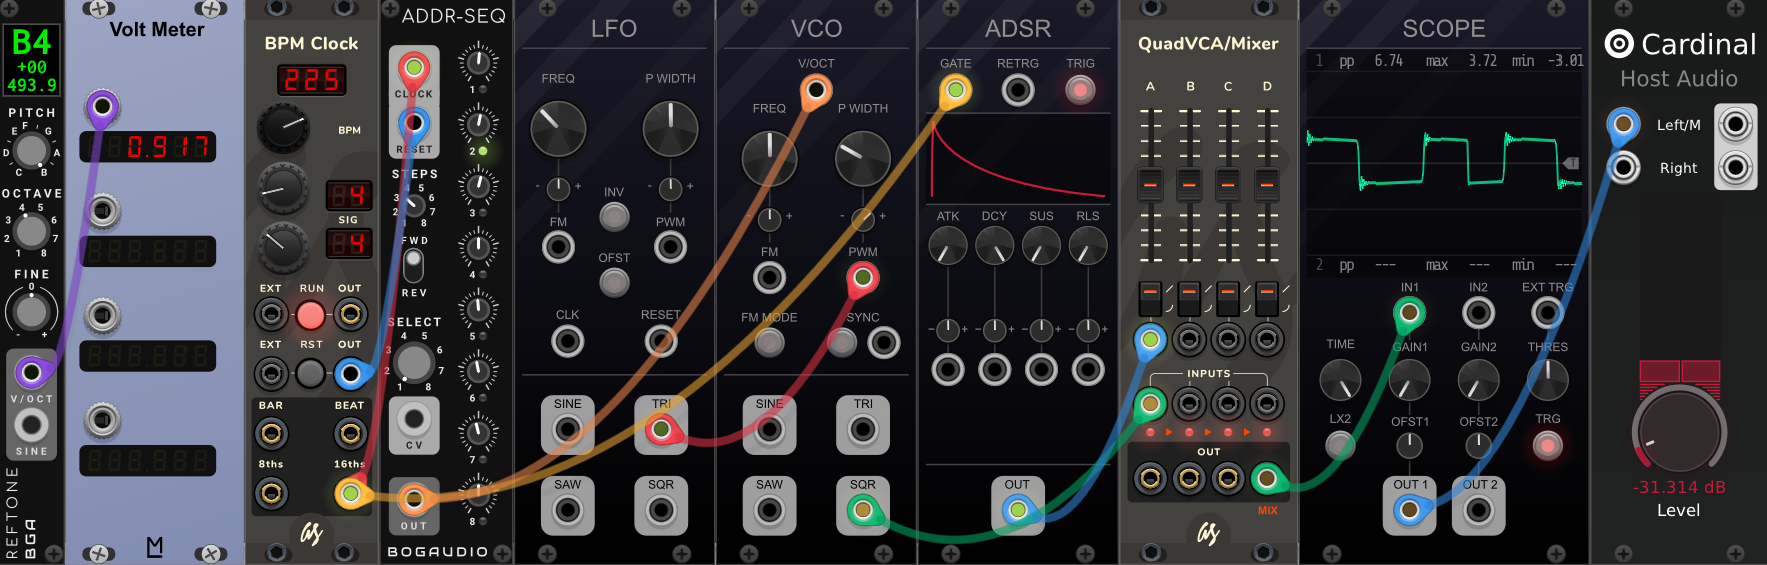 B4
+00
493.9
PITCH
E F G
D A
C B
OCTAVE
4 5
3 6
2 7
1 8
FINE
0
- +
V/OCT
SINE
REFTONE
BGA
Volt Meter
0.917
M
BPM Clock
225
BPM
4
SIG
4
EXT RUN OUT
EXT RST OUT
BAR BEAT
8ths 16ths
as
ADDR-SEQ
CLOCK
RESET
STEPS
4 5
3 6
2 7
1 8
FWD
REV
SELECT
4 5
3 6
2 7
1 8
CV
OUT
1
2
3
4
5
6
7
8
BOGAUDIO
LFO
FREQ P WIDTH
- + - +
INV
FM PWM
OFST
CLK RESET
SINE TRI
SAW SQR
VCO
V/OCT
FREQ P WIDTH
- + - +
FM PWM
FM MODE SYNC
SINE TRI
SAW SQR
ADSR
GATE RETRG TRIG
ATK DCY SUS RLS
- +
OUT
QuadVCA/Mixer
A B C D
INPUTS
OUT
MIX
as
SCOPE
1 pp 6.74 max 3.72 min -3.01
T
2 pp --- max --- min ---
IN1 IN2 EXT TRG
TIME GAIN1 GAIN2 THRES
LX2 OFST1 OFST2 TRG
OUT 1 OUT 2
Cardinal
Host Audio
Left/M
Right
-31.314 dB
Level